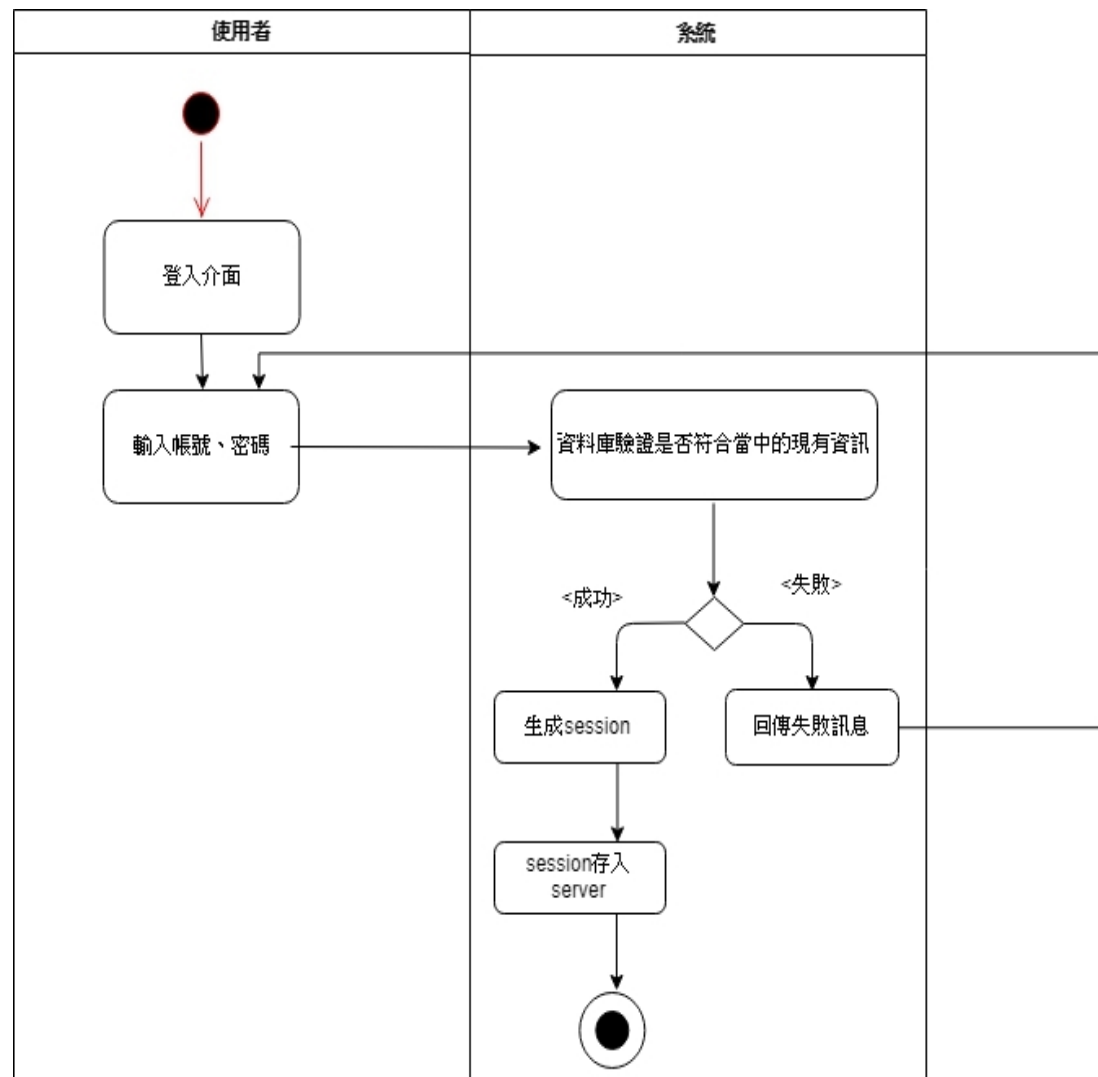 使用者
系統
登入介面
輸入帳號、密碼
資料庫驗證是否符合當中的現有資訊
<成功>
<失敗>
生成session
回傳失敗訊息
session存入
server